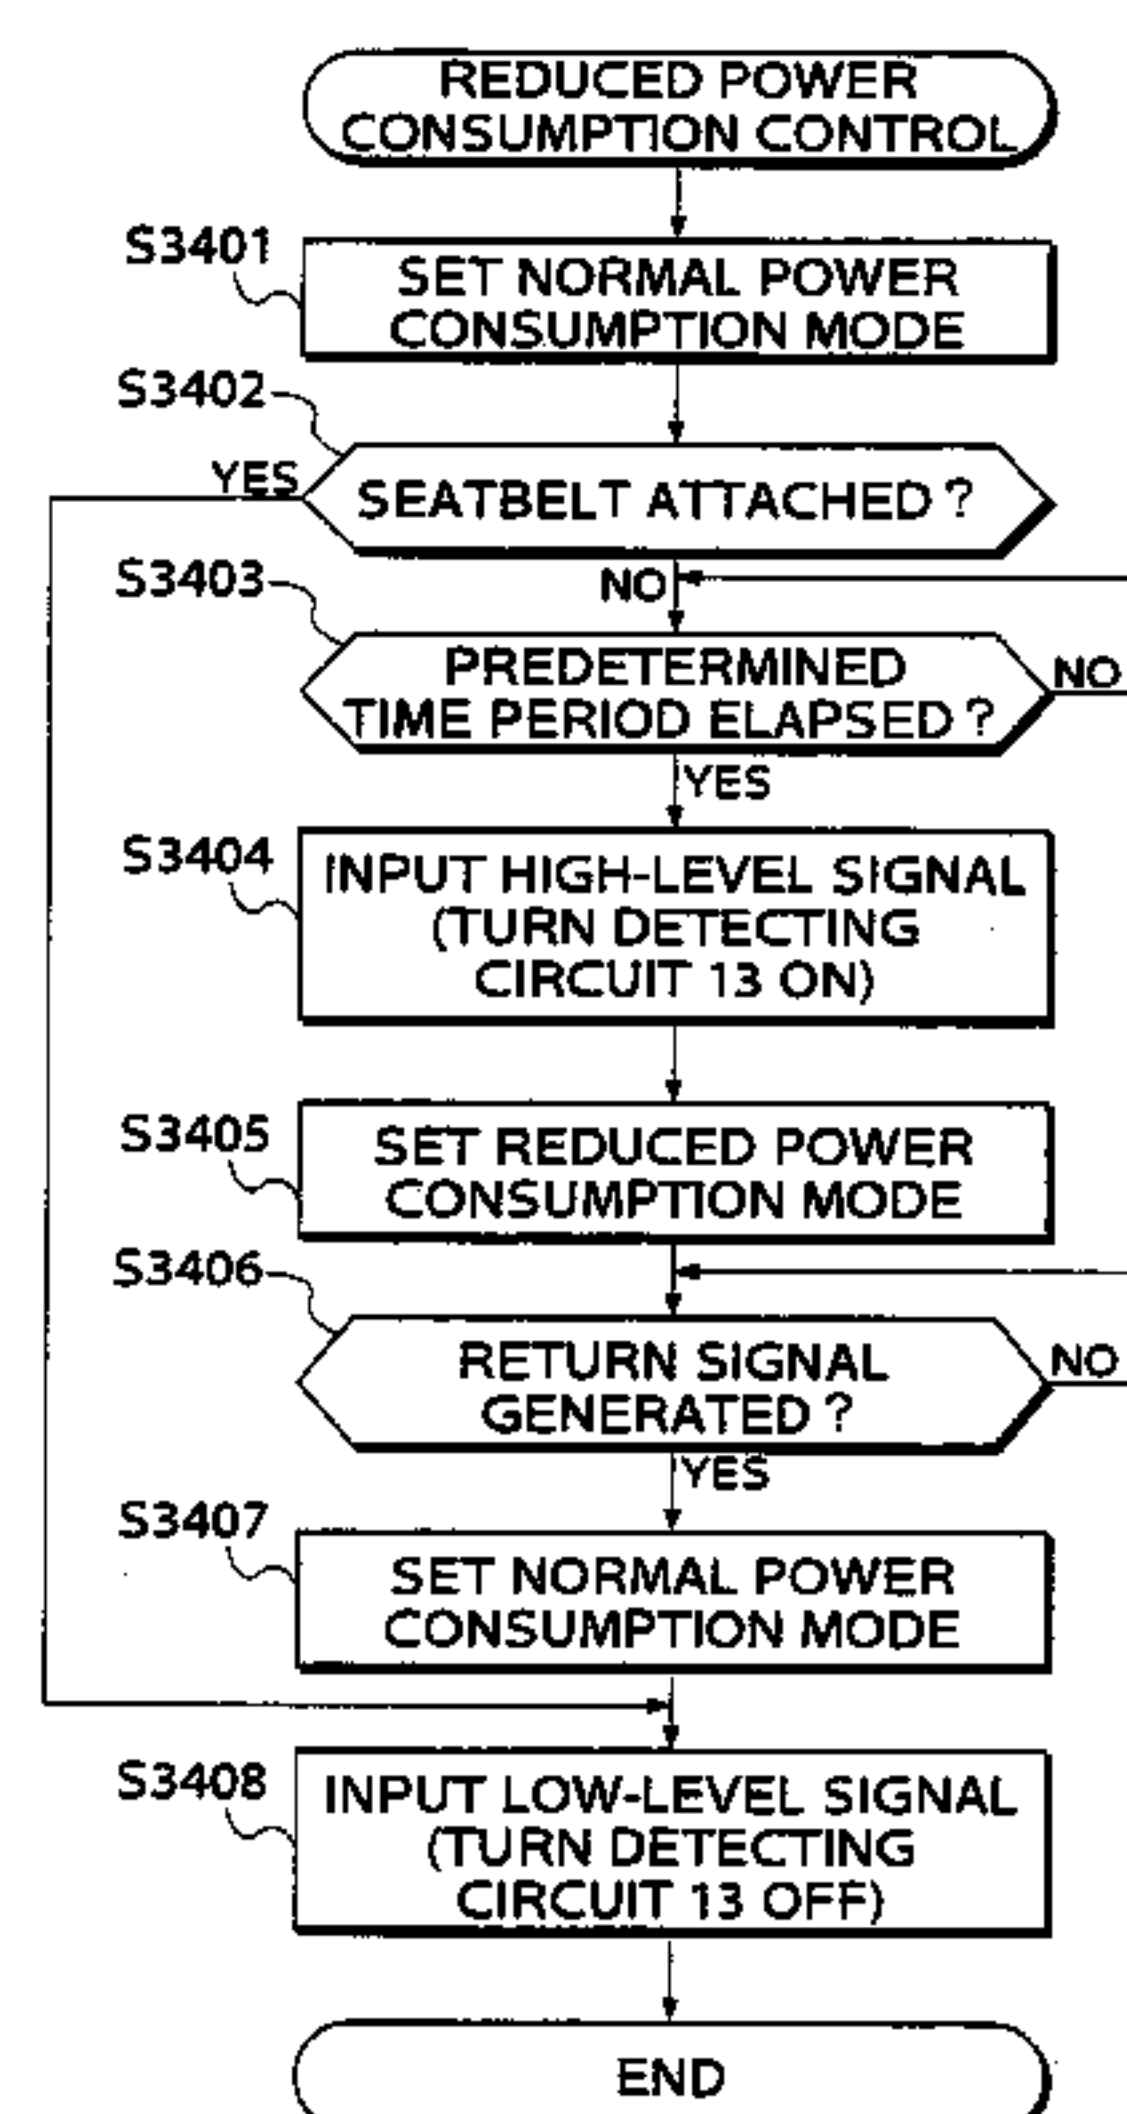 REDUCED POWER
CONSUMPTION CONTROL
S3401
SET NORMAL POWER
CONSUMPTION MODE
S3402
YES
SEATBELT ATTACHED?
S3403
NO
PREDETERMINED
TIME PERIOD ELAPSED?
NO
YES
S3404
INPUT HIGH-LEVEL SIGNAL
(TURN DETECTING
CIRCUIT 13 ON)
S3405
SET REDUCED POWER
CONSUMPTION MODE
S3406
RETURN SIGNAL
GENERATED?
NO
YES
S3407
SET NORMAL POWER
CONSUMPTION MODE
S3408
INPUT LOW-LEVEL SIGNAL
(TURN DETECTING
CIRCUIT 13 OFF)
END